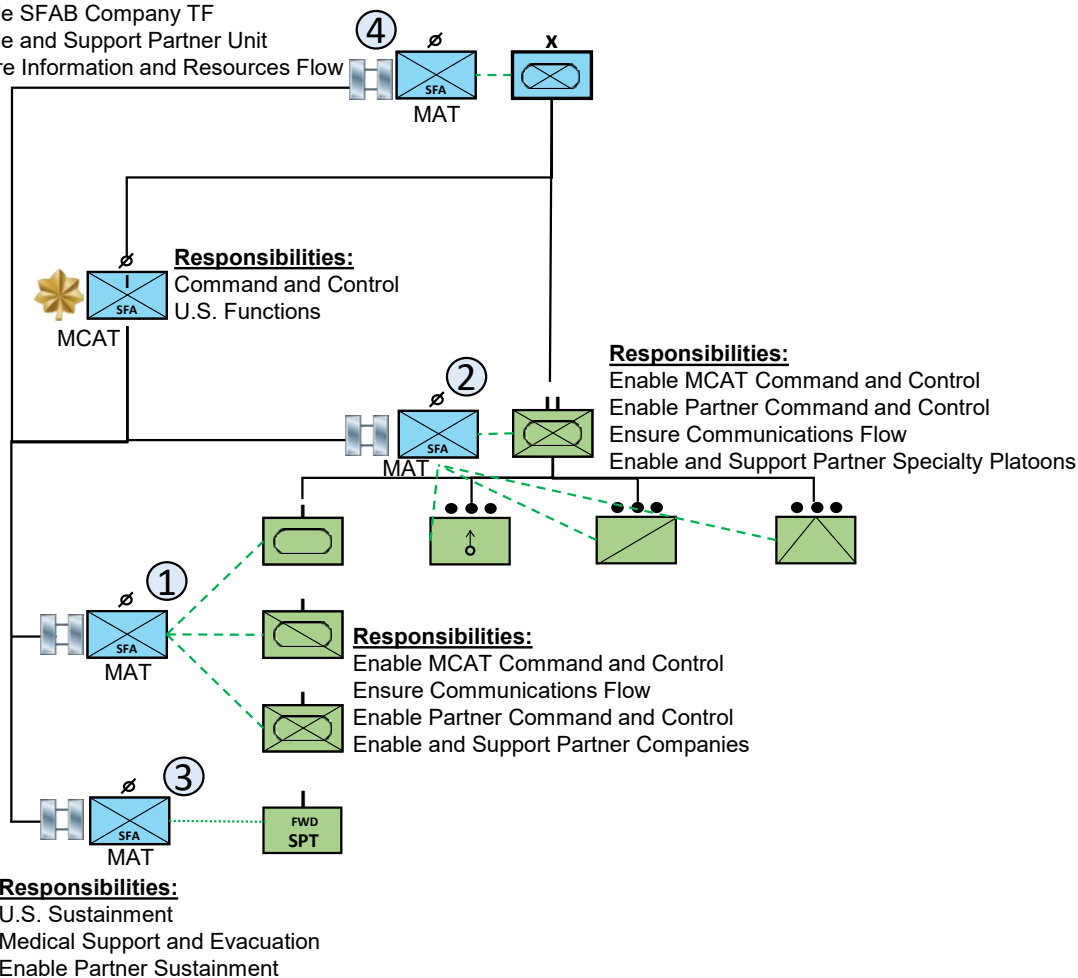 SFAB Company TF
and Support Partner Unit
Information and Resources Flow
4
X
SFA
MAT
Responsibilities:
Command and Control
U.S. Functions
I
SFA
MCAT
2
SFA
MAT
II
Responsibilities:
Enable MCAT Command and Control
Enable Partner Command and Control
Ensure Communications Flow
Enable and Support Partner Specialty Platoons
1
SFA
MAT
Responsibilities:
Enable MCAT Command and Control
Ensure Communications Flow
Enable Partner Command and Control
Enable and Support Partner Companies
3
SFA
MAT
FWD
SPT
Responsibilities:
U.S. Sustainment
Medical Support and Evacuation
Enable Partner Sustainment